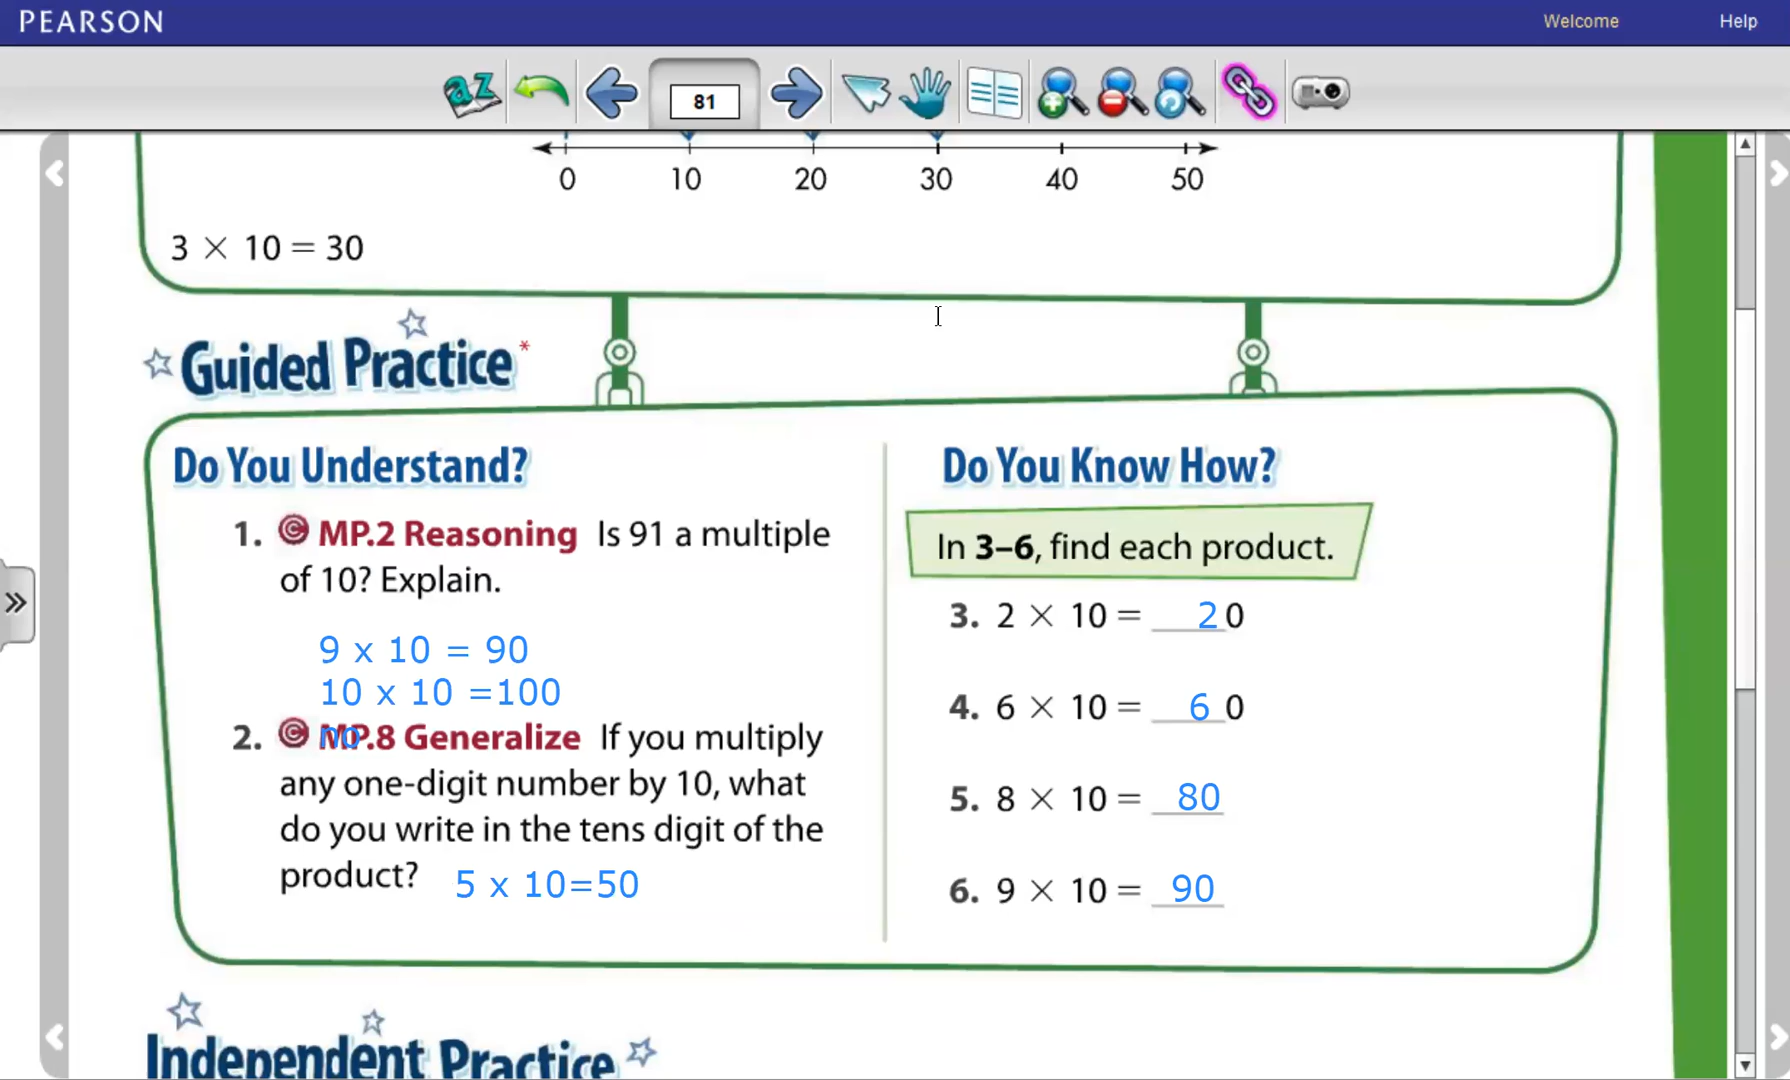 PEARSON
Welcome
Help
aZ
81
0 10 20 30 40 50
3 × 10 = 30
Guided Practice*
Do You Understand?
1. MP.2 Reasoning Is 91 a multiple
of 10? Explain.
9 x 10 = 90
10 x 10 =100
no
2. MP.8 Generalize If you multiply
any one-digit number by 10, what
do you write in the tens digit of the
product? 5 x 10=50
Do You Know How?
In 3–6, find each product.
3. 2 × 10 = 20
4. 6 × 10 = 6 0
5. 8 × 10 = 80
6. 9 × 10 = 90
Independent Practice